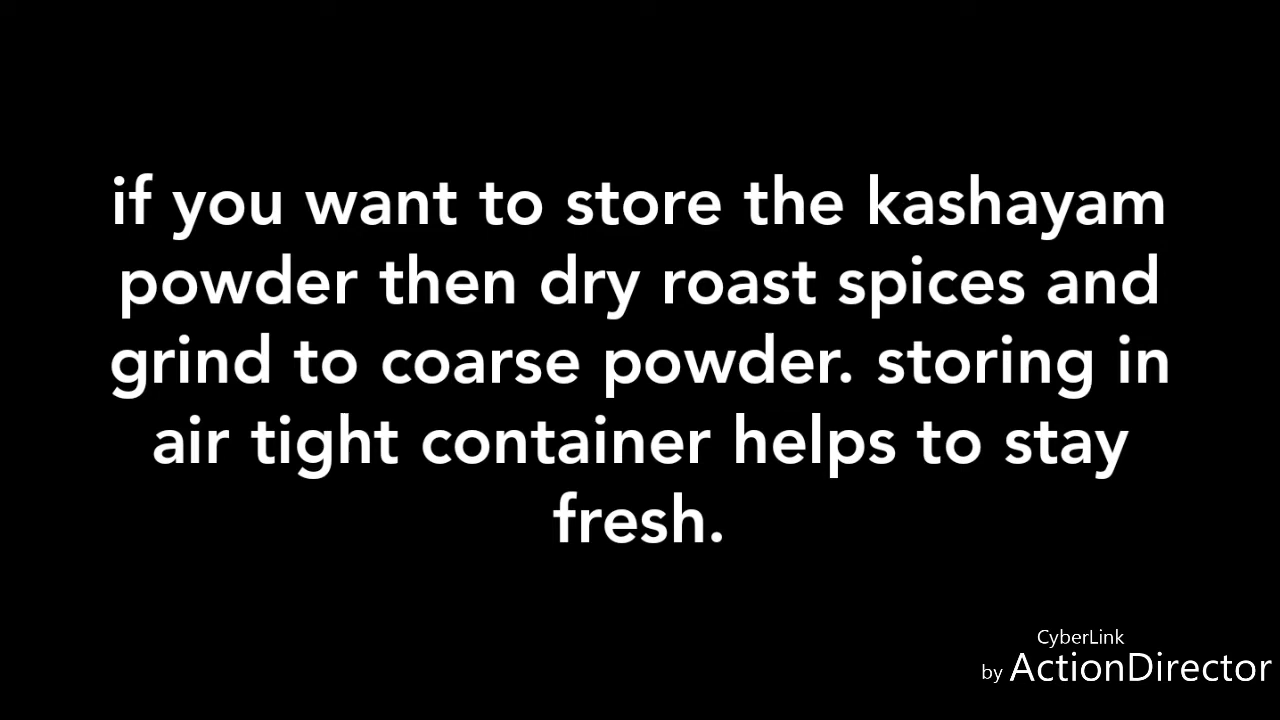 if you want to store the kashayam
powder then dry roast spices and
grind to coarse powder. storing in
air tight container helps to stay
fresh.
CyberLink
by ActionDirector